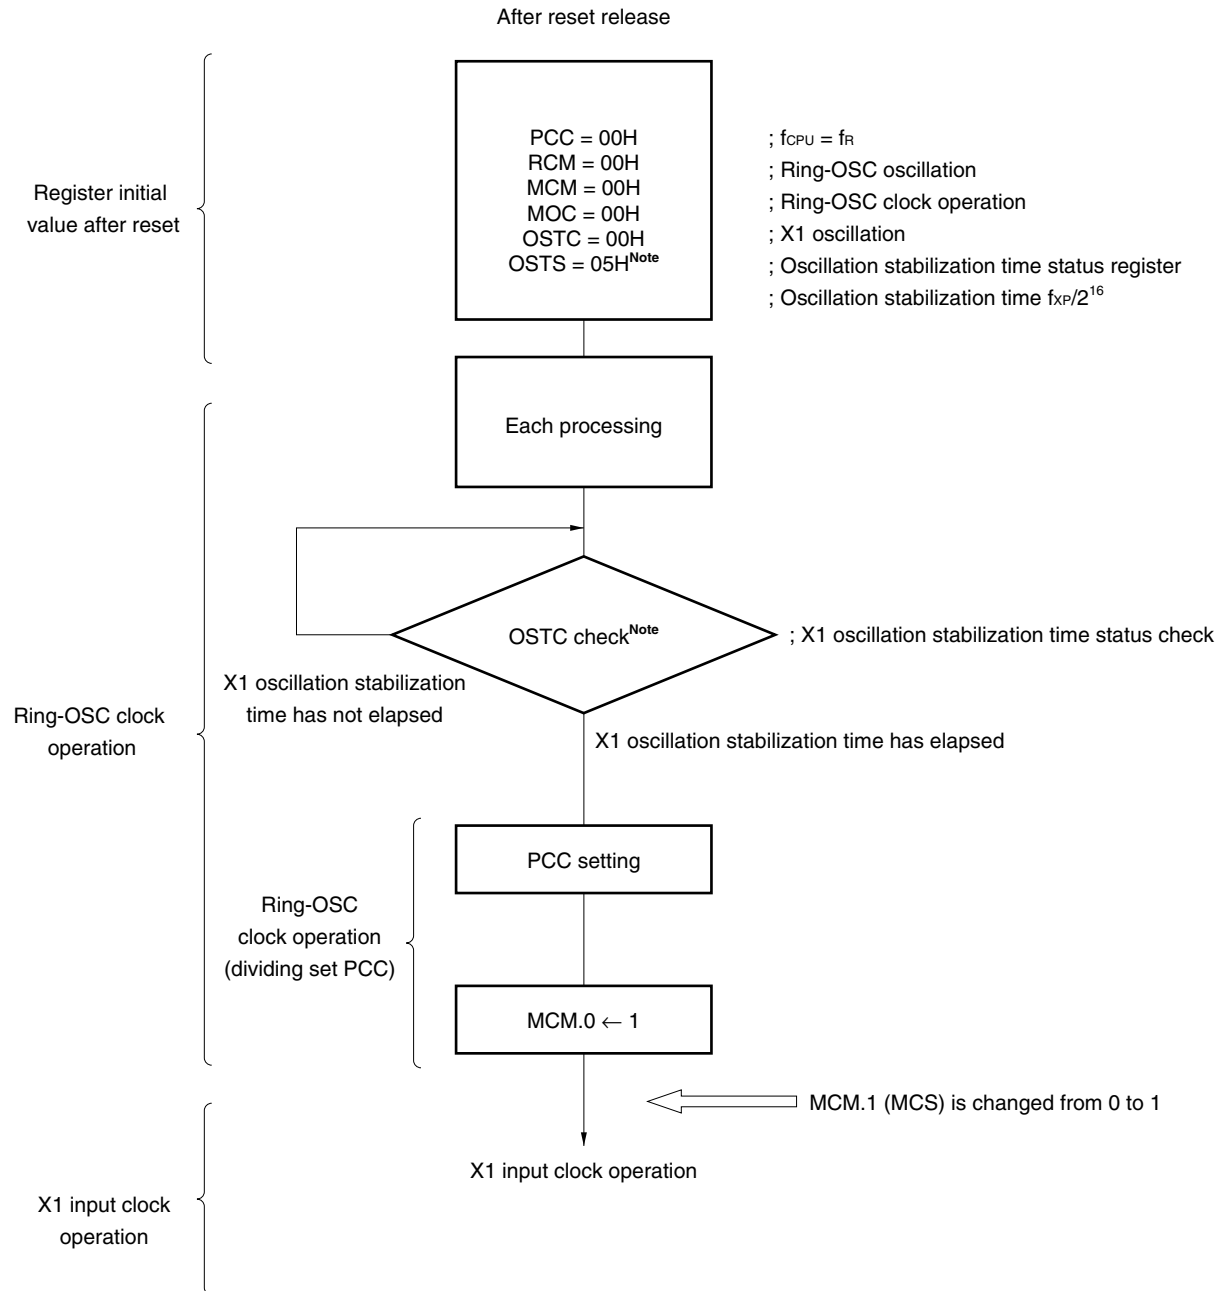 After reset release
Register initial
value after reset
PCC = 00H
RCM = 00H
MCM = 00H
MOC = 00H
OSTC = 00H
OSTS = 05HNote
; fCPU = fR
; Ring-OSC oscillation
; Ring-OSC clock operation
; X1 oscillation
; Oscillation stabilization time status register
; Oscillation stabilization time fXP/2^16
Each processing
Ring-OSC clock
operation
OSTC checkNote
; X1 oscillation stabilization time status check
X1 oscillation stabilization
time has not elapsed
X1 oscillation stabilization time has elapsed
Ring-OSC
clock operation
(dividing set PCC)
PCC setting
MCM.0 ← 1
MCM.1 (MCS) is changed from 0 to 1
X1 input clock operation
X1 input clock
operation